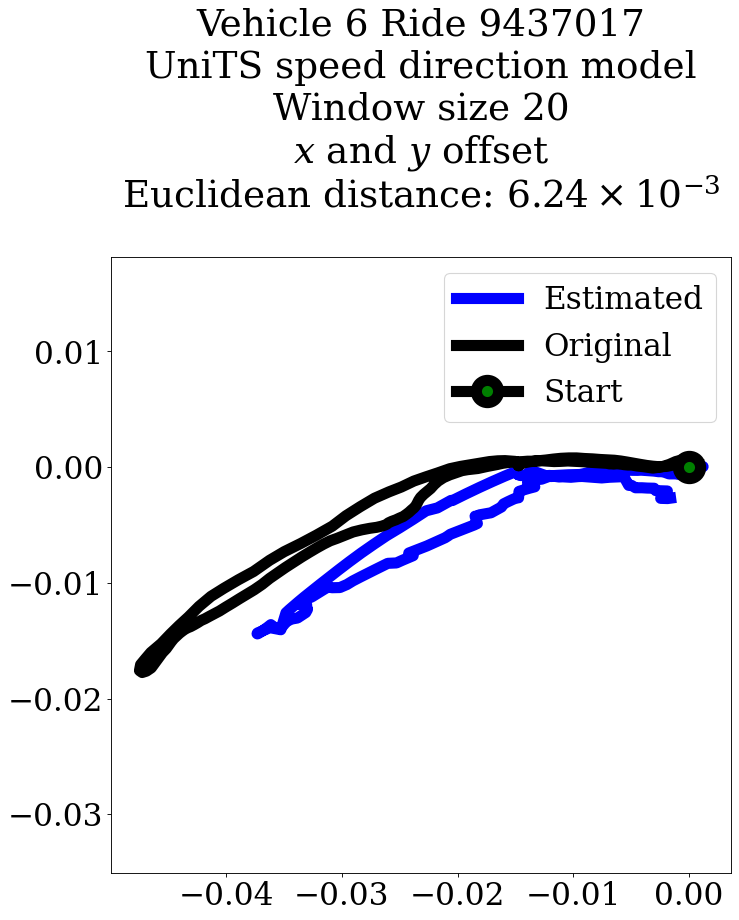 Vehicle 6 Ride 9437017
UniTS speed direction model
Window size 20
x and y offset
Euclidean distance: 6.24 × 10⁻³
Estimated
Original
Start
0.01
0.00
−0.01
−0.02
−0.03
−0.04 −0.03 −0.02 −0.01 0.00